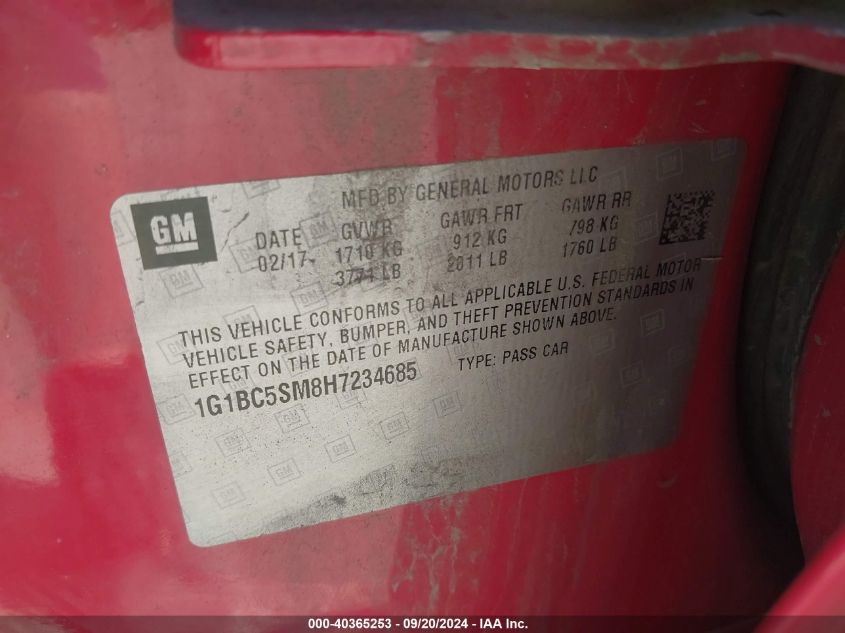 GM
MFD BY GENERAL MOTORS LLC
DATE GVWR GAWR FRT GAWR RR
02/17 1710 KG 912 KG 798 KG
3771 LB 2011 LB 1760 LB
THIS VEHICLE CONFORMS TO ALL APPLICABLE U.S. FEDERAL MOTOR
VEHICLE SAFETY, BUMPER, AND THEFT PREVENTION STANDARDS IN
EFFECT ON THE DATE OF MANUFACTURE SHOWN ABOVE.
1G1BC5SM8H7234685 TYPE: PASS CAR
000-40365253 - 09/20/2024 - IAA Inc.